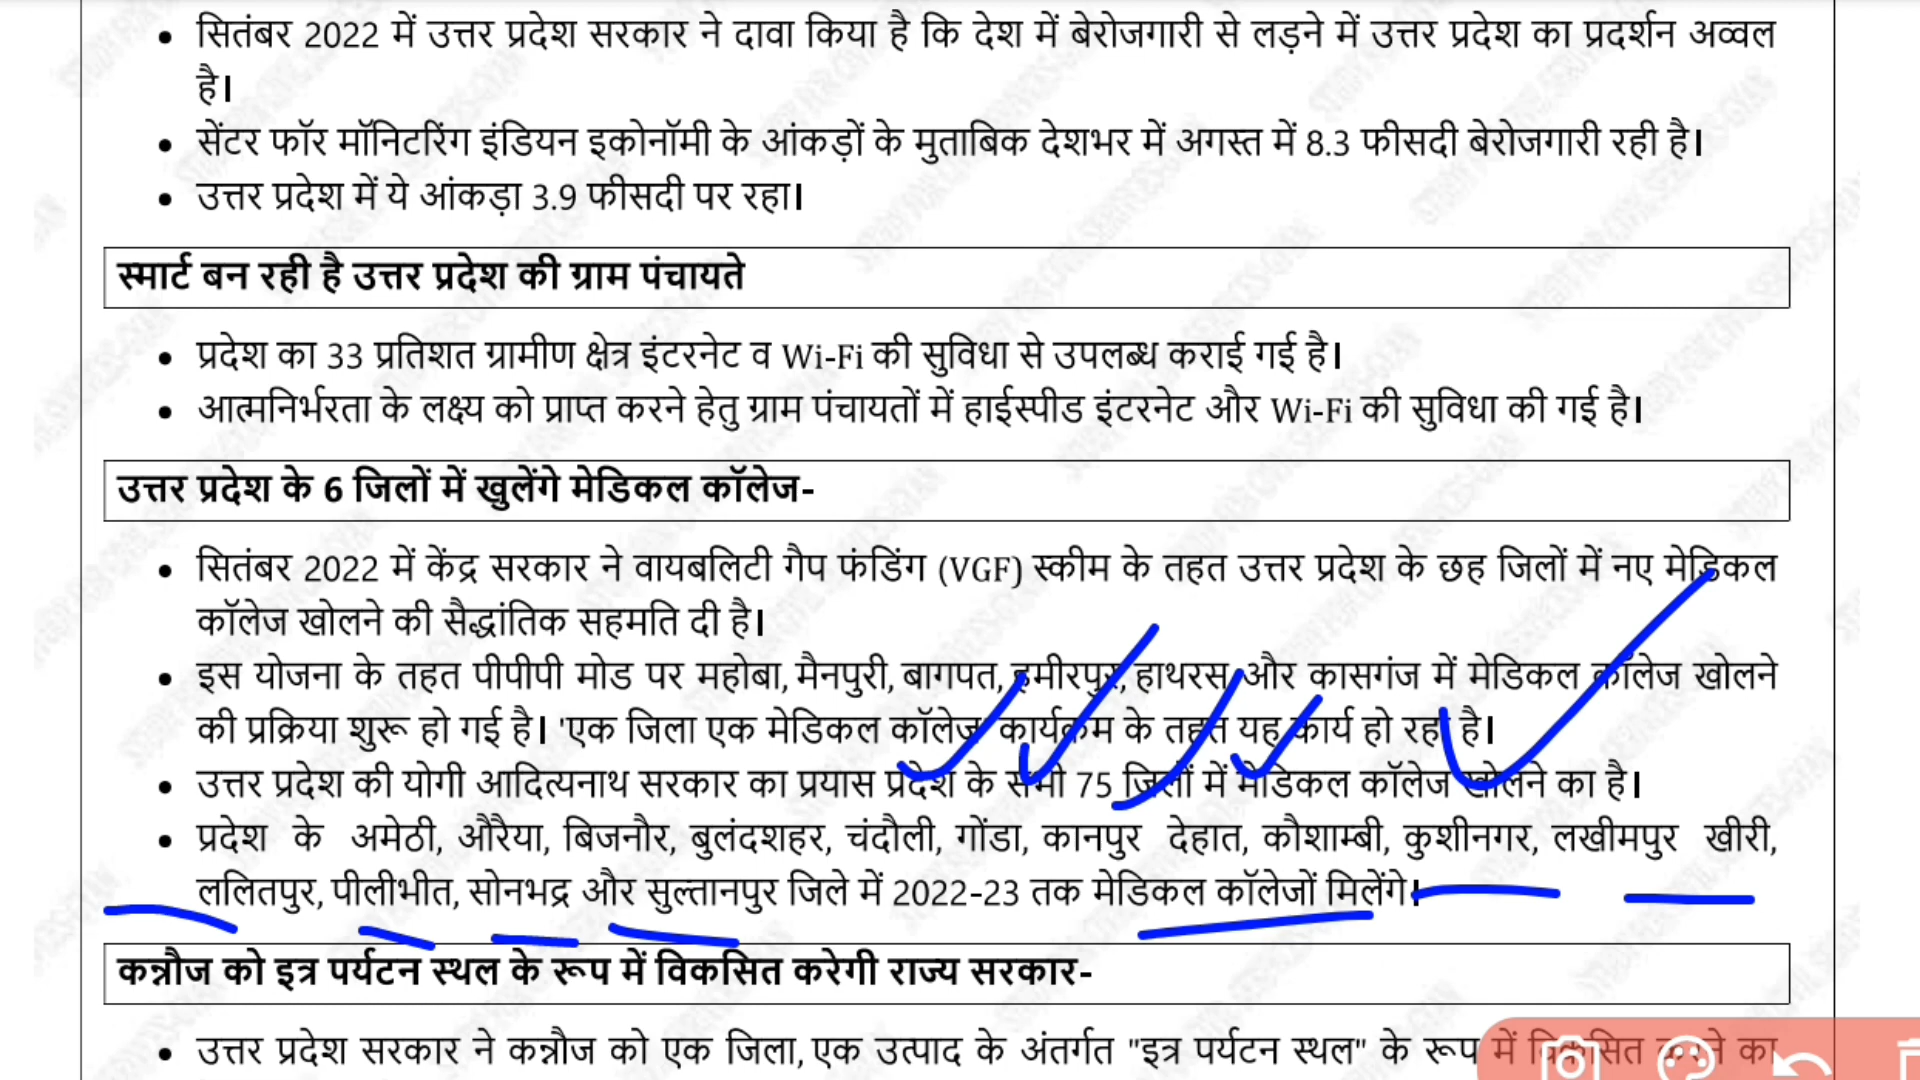 • सितंबर 2022 में उत्तर प्रदेश सरकार ने दावा किया है कि देश में बेरोजगारी से लड़ने में उत्तर प्रदेश का प्रदर्शन अव्वल
है।
• सेंटर फॉर मॉनिटरिंग इंडियन इकोनॉमी के आंकड़ों के मुताबिक देशभर में अगस्त में 8.3 फीसदी बेरोजगारी रही है।
• उत्तर प्रदेश में ये आंकड़ा 3.9 फीसदी पर रहा।
स्मार्ट बन रही है उत्तर प्रदेश की ग्राम पंचायते
• प्रदेश का 33 प्रतिशत ग्रामीण क्षेत्र इंटरनेट व Wi-Fi की सुविधा से उपलब्ध कराई गई है।
• आत्मनिर्भरता के लक्ष्य को प्राप्त करने हेतु ग्राम पंचायतों में हाईस्पीड इंटरनेट और Wi-Fi की सुविधा की गई है।
उत्तर प्रदेश के 6 जिलों में खुलेंगे मेडिकल कॉलेज-
• सितंबर 2022 में केंद्र सरकार ने वायबलिटी गैप फंडिंग (VGF) स्कीम के तहत उत्तर प्रदेश के छह जिलों में नए मेडिकल
कॉलेज खोलने की सैद्धांतिक सहमति दी है।
• इस योजना के तहत पीपीपी मोड पर महोबा, मैनपुरी, बागपत, हमीरपुर, हाथरस और कासगंज में मेडिकल कॉलेज खोलने
की प्रक्रिया शुरू हो गई है। 'एक जिला एक मेडिकल कॉलेज' कार्यक्रम के तहत यह कार्य हो रहा है।
• उत्तर प्रदेश की योगी आदित्यनाथ सरकार का प्रयास प्रदेश के सभी 75 जिलों में मेडिकल कॉलेज खोलने का है।
• प्रदेश के अमेठी, औरैया, बिजनौर, बुलंदशहर, चंदौली, गोंडा, कानपुर देहात, कौशाम्बी, कुशीनगर, लखीमपुर खीरी,
ललितपुर, पीलीभीत, सोनभद्र और सुल्तानपुर जिले में 2022-23 तक मेडिकल कॉलेजों मिलेंगे।
कन्नौज को इत्र पर्यटन स्थल के रूप में विकसित करेगी राज्य सरकार-
• उत्तर प्रदेश सरकार ने कन्नौज को एक जिला, एक उत्पाद के अंतर्गत "इत्र पर्यटन स्थल" के रूप में विकसित करने का